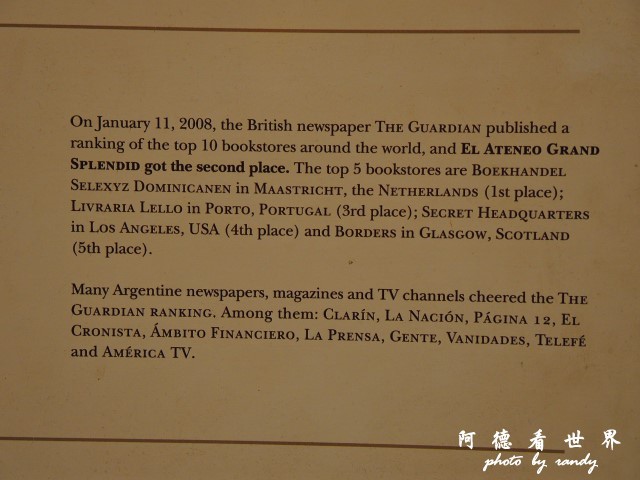 On January 11, 2008, the British newspaper The Guardian published a
ranking of the top 10 bookstores around the world, and El Ateneo Grand
Splendid got the second place. The top 5 bookstores are Boekhandel
Selexyz Dominicanen in Maastricht, the Netherlands (1st place);
Livraria Lello in Porto, Portugal (3rd place); Secret Headquarters
in Los Angeles, USA (4th place) and Borders in Glasgow, Scotland
(5th place).
Many Argentine newspapers, magazines and TV channels cheered the The
Guardian ranking. Among them: Clarín, La Nación, Página 12, El
Cronista, Ámbito Financiero, La Prensa, Gente, Vanidades, Telefé
and América TV.
阿德看世界
photo by randy